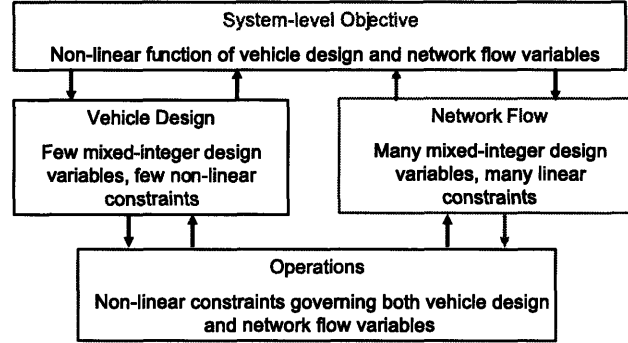 System-level Objective
Non-linear function of vehicle design and network flow variables
Vehicle Design
Few mixed-integer design
variables, few non-linear
constraints
Network Flow
Many mixed-integer design
variables, many linear
constraints
Operations
Non-linear constraints governing both vehicle design
and network flow variables